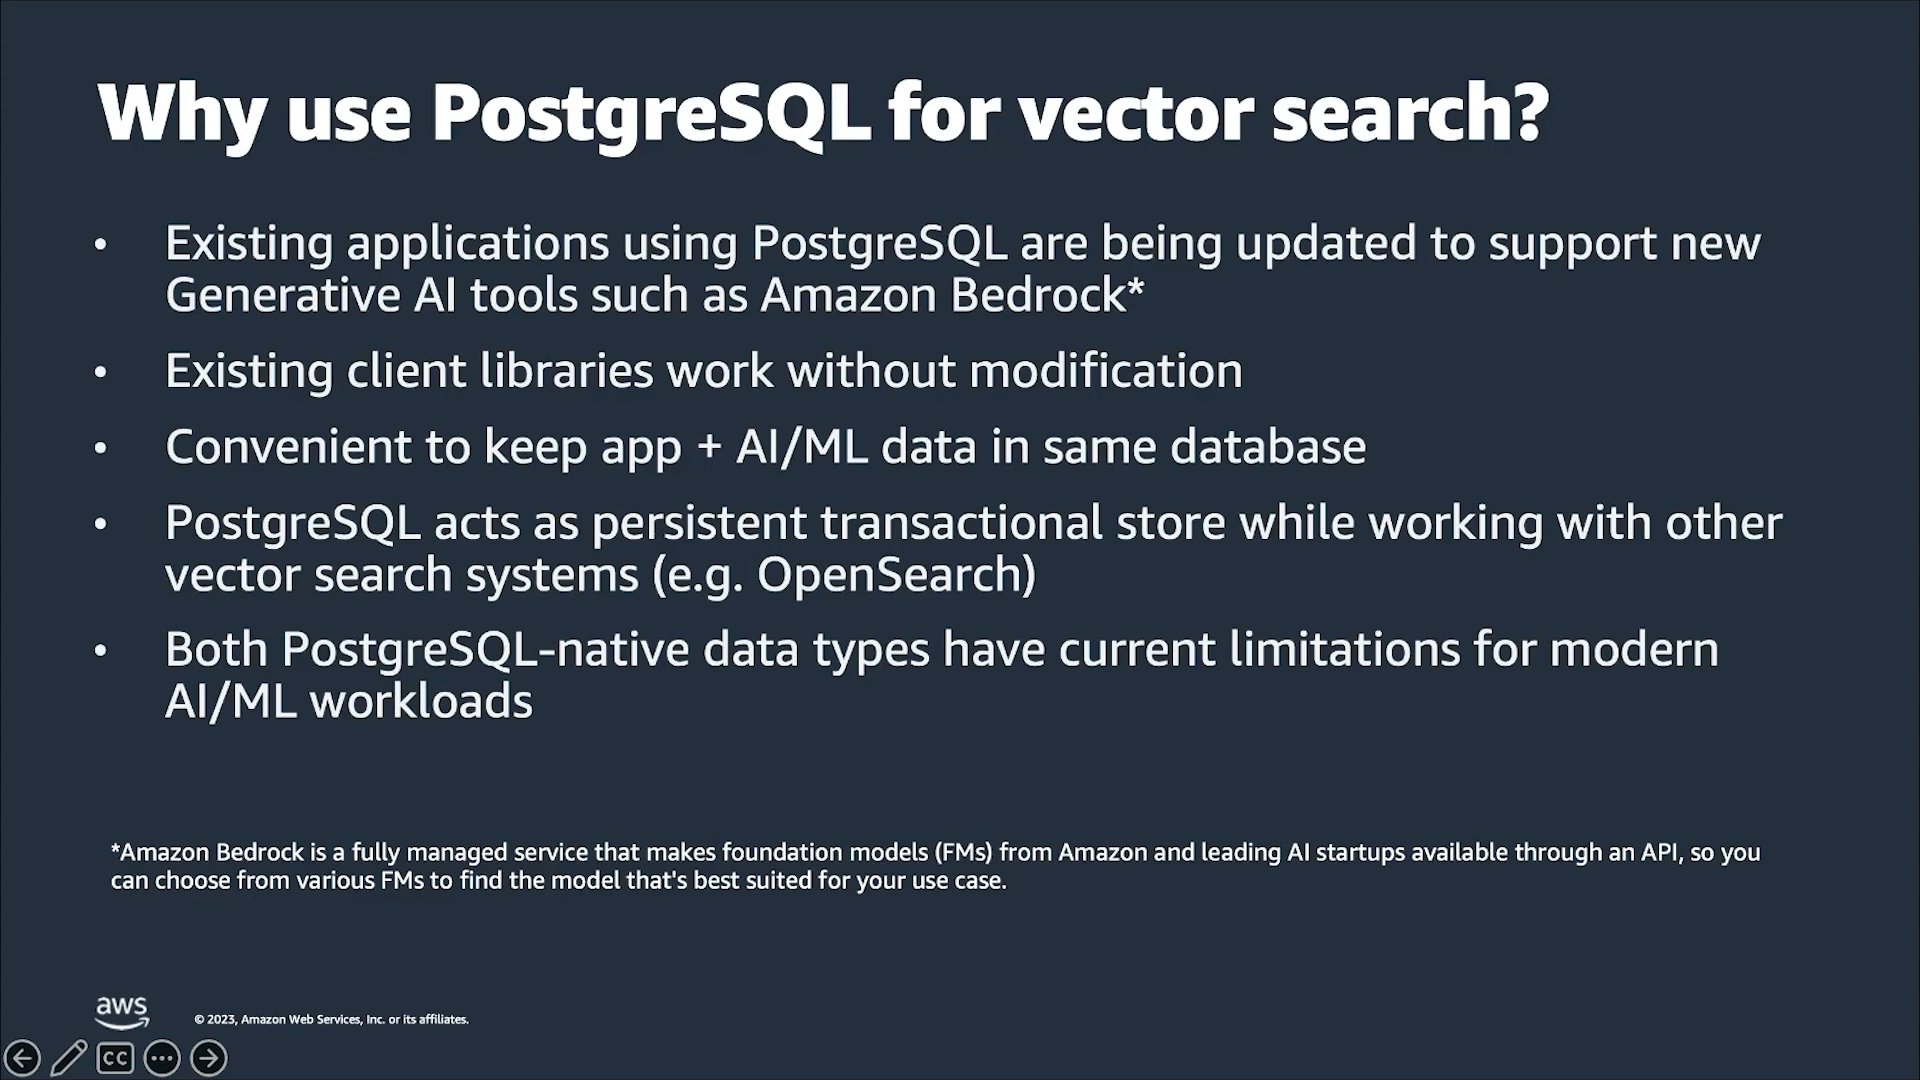 Why use PostgreSQL for vector search?
• Existing applications using PostgreSQL are being updated to support new
Generative AI tools such as Amazon Bedrock*
• Existing client libraries work without modification
• Convenient to keep app + AI/ML data in same database
• PostgreSQL acts as persistent transactional store while working with other
vector search systems (e.g. OpenSearch)
• Both PostgreSQL-native data types have current limitations for modern
AI/ML workloads
*Amazon Bedrock is a fully managed service that makes foundation models (FMs) from Amazon and leading AI startups available through an API, so you
can choose from various FMs to find the model that's best suited for your use case.
aws
© 2023, Amazon Web Services, Inc. or its affiliates.
CC